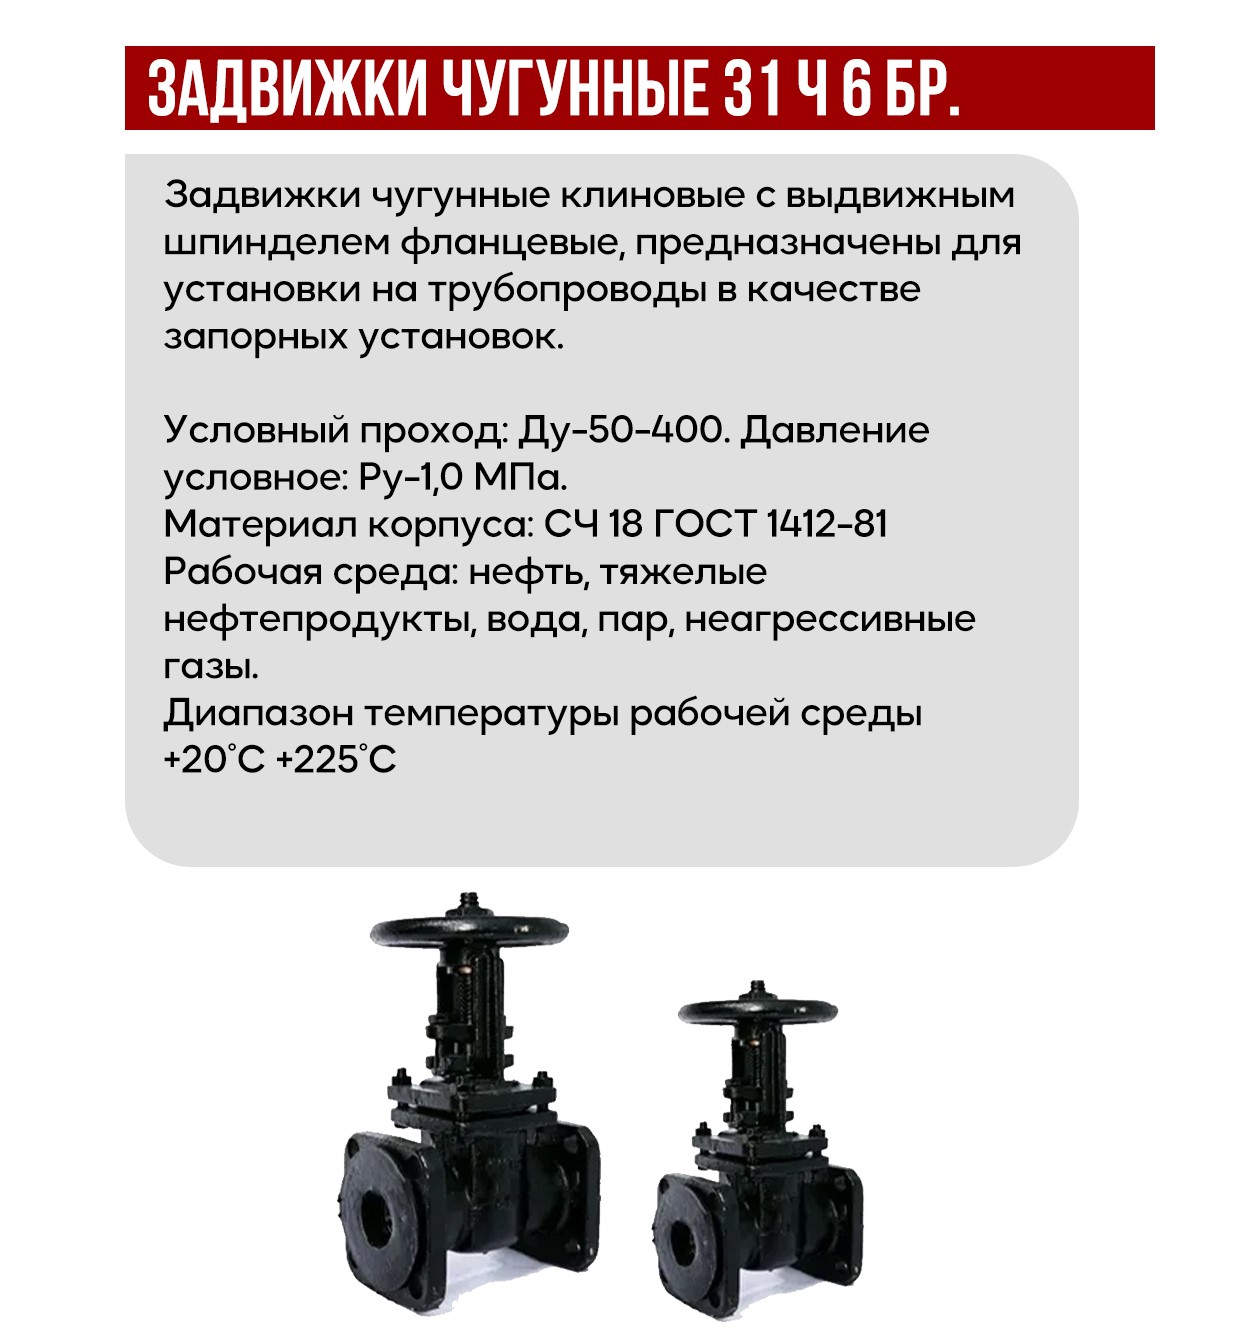 ЗАДВИЖКИ ЧУГУННЫЕ 31 Ч 6 БР.
Задвижки чугунные клиновые с выдвижным
шпинделем фланцевые, предназначены для
установки на трубопроводы в качестве
запорных установок.
Условный проход: Ду-50-400. Давление
условное: Ру-1,0 МПа.
Материал корпуса: СЧ 18 ГОСТ 1412-81
Рабочая среда: нефть, тяжелые
нефтепродукты, вода, пар, неагрессивные
газы.
Диапазон температуры рабочей среды
+20°С +225°С